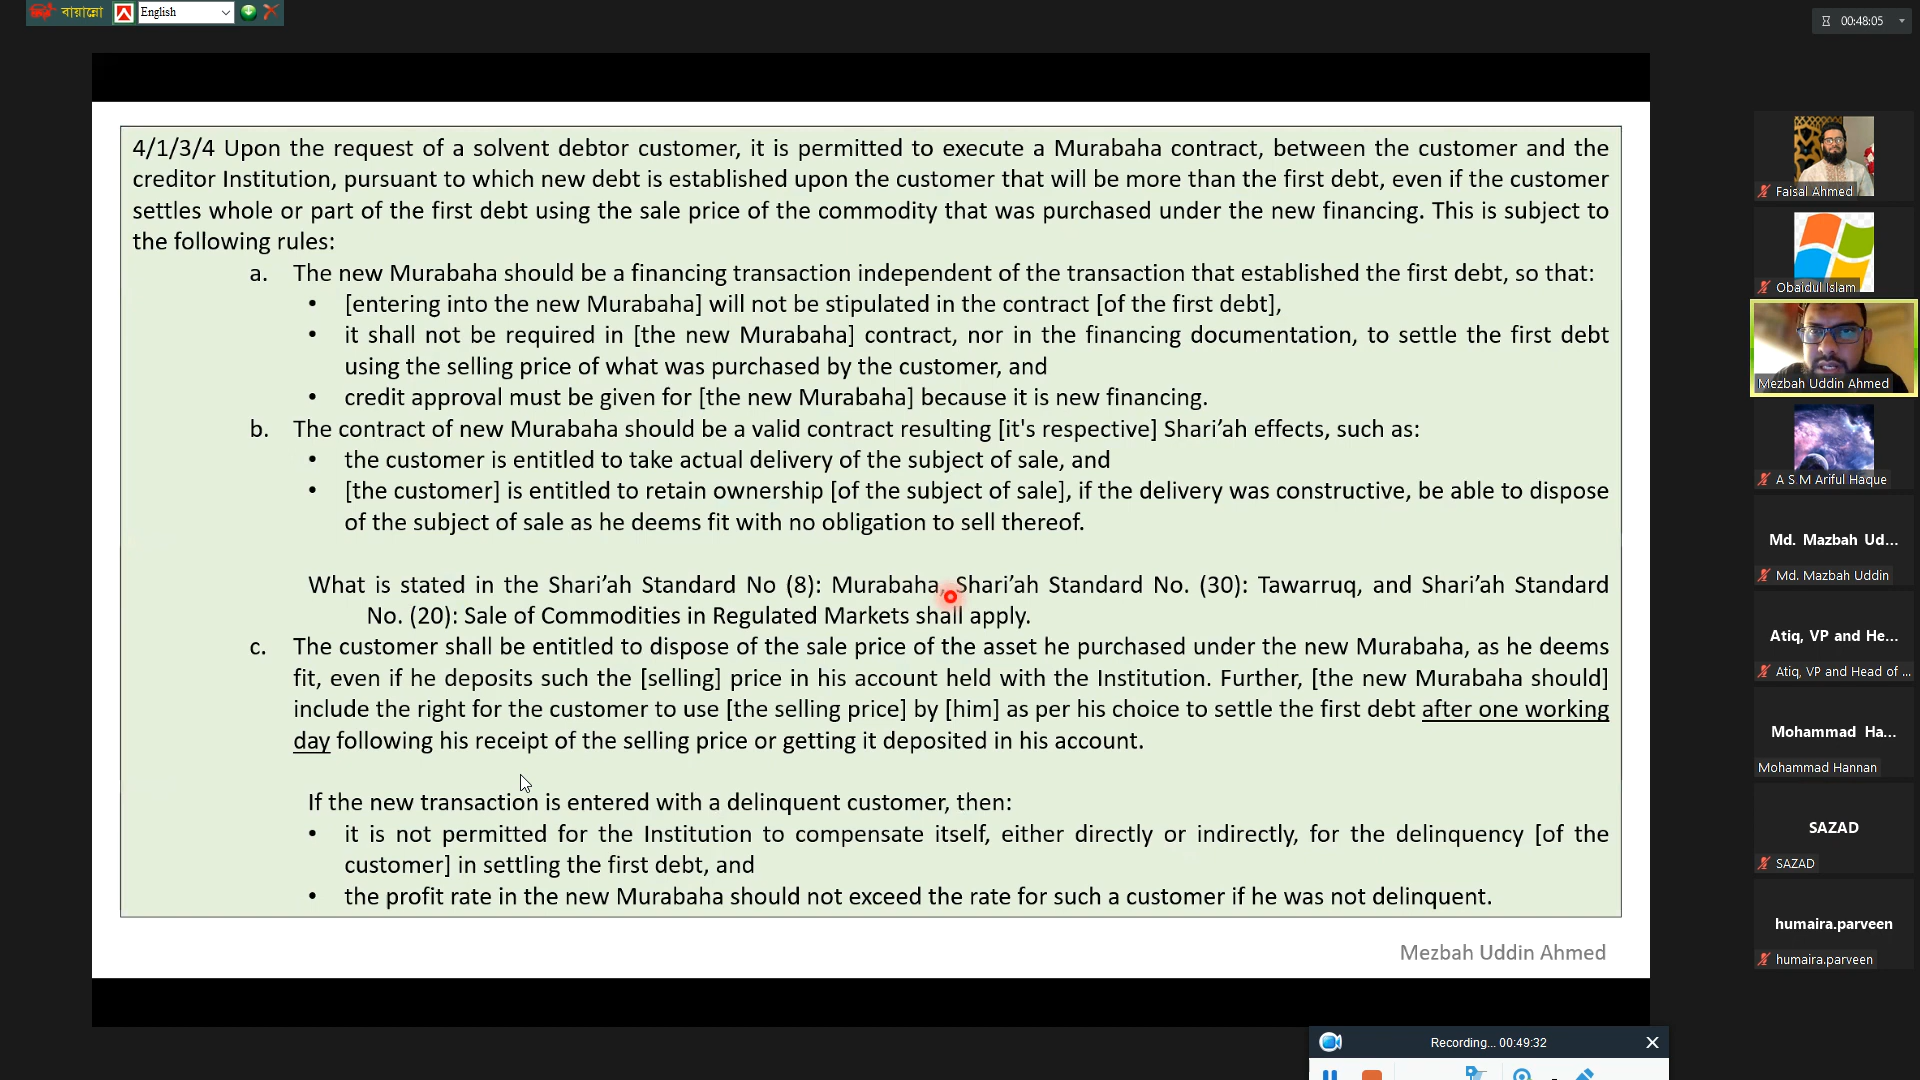 বায়ান্নো
English
00:48:05
4/1/3/4 Upon the request of a solvent debtor customer, it is permitted to execute a Murabaha contract, between the customer and the
creditor Institution, pursuant to which new debt is established upon the customer that will be more than the first debt, even if the customer
settles whole or part of the first debt using the sale price of the commodity that was purchased under the new financing. This is subject to
the following rules:
a. The new Murabaha should be a financing transaction independent of the transaction that established the first debt, so that:
• [entering into the new Murabaha] will not be stipulated in the contract [of the first debt],
• it shall not be required in [the new Murabaha] contract, nor in the financing documentation, to settle the first debt
using the selling price of what was purchased by the customer, and
• credit approval must be given for [the new Murabaha] because it is new financing.
b. The contract of new Murabaha should be a valid contract resulting [it's respective] Shari’ah effects, such as:
• the customer is entitled to take actual delivery of the subject of sale, and
• [the customer] is entitled to retain ownership [of the subject of sale], if the delivery was constructive, be able to dispose
of the subject of sale as he deems fit with no obligation to sell thereof.
What is stated in the Shari’ah Standard No (8): Murabaha, Shari’ah Standard No. (30): Tawarruq, and Shari’ah Standard
No. (20): Sale of Commodities in Regulated Markets shall apply.
c. The customer shall be entitled to dispose of the sale price of the asset he purchased under the new Murabaha, as he deems
fit, even if he deposits such the [selling] price in his account held with the Institution. Further, [the new Murabaha should]
include the right for the customer to use [the selling price] by [him] as per his choice to settle the first debt after one working
day following his receipt of the selling price or getting it deposited in his account.
If the new transaction is entered with a delinquent customer, then:
• it is not permitted for the Institution to compensate itself, either directly or indirectly, for the delinquency [of the
customer] in settling the first debt, and
• the profit rate in the new Murabaha should not exceed the rate for such a customer if he was not delinquent.
Mezbah Uddin Ahmed
Faisal Ahmed
Obaidul Islam
Mezbah Uddin Ahmed
A S M Ariful Haque
Md. Mazbah Ud...
Md. Mazbah Uddin
Atiq, VP and He...
Atiq, VP and Head of ...
Mohammad Ha...
Mohammad Hannan
SAZAD
SAZAD
humaira.parveen
humaira.parveen
Recording... 00:49:32